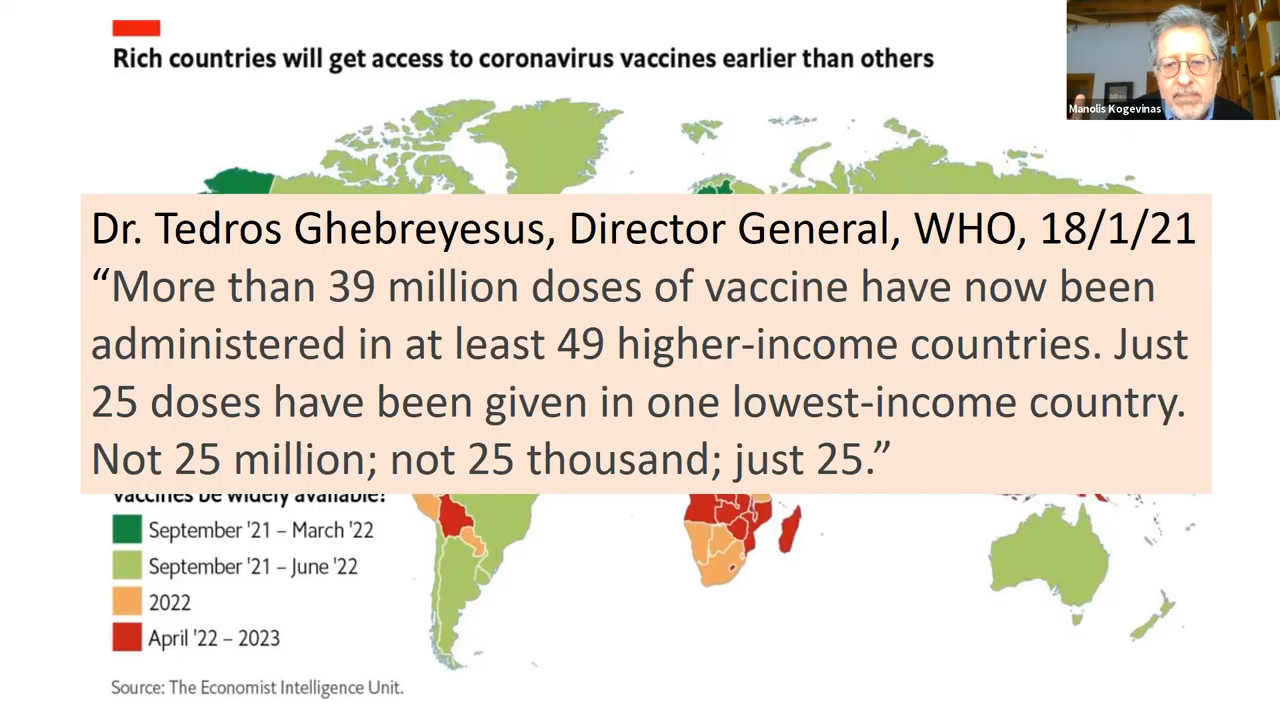 Rich countries will get access to coronavirus vaccines earlier than others
Manolis Kogevinas
Dr. Tedros Ghebreyesus, Director General, WHO, 18/1/21
“More than 39 million doses of vaccine have now been
administered in at least 49 higher-income countries. Just
25 doses have been given in one lowest-income country.
Not 25 million; not 25 thousand; just 25.”
vaccines be widely available?
September '21 – March '22
September '21 – June '22
2022
April '22 – 2023
Source: The Economist Intelligence Unit.